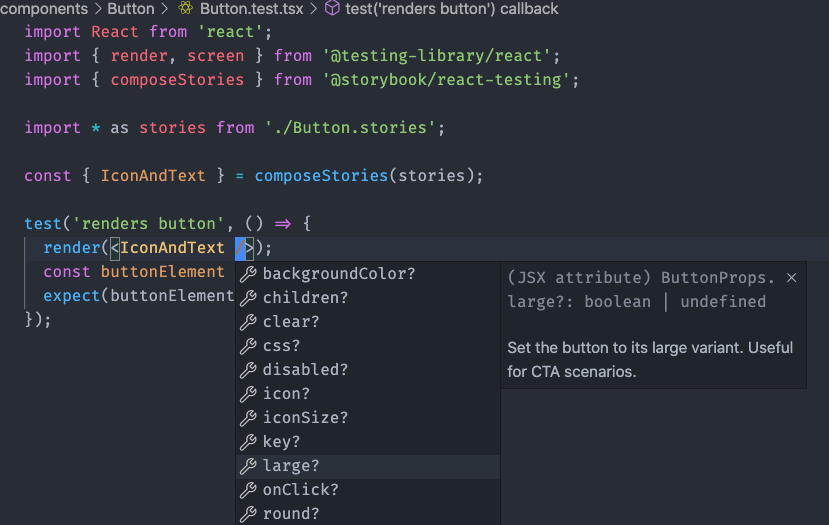 components > Button > Button.test.tsx > test('renders button') callback
import React from 'react';
import { render, screen } from '@testing-library/react';
import { composeStories } from '@storybook/react-testing';
import * as stories from './Button.stories';
const { IconAndText } = composeStories(stories);
test('renders button', () => {
render(<IconAndText />);
const buttonElement
expect(buttonElement
});
backgroundColor?
children?
clear?
css?
disabled?
icon?
iconSize?
key?
large?
onClick?
round?
(JSX attribute) ButtonProps.
large?: boolean | undefined
Set the button to its large variant. Useful
for CTA scenarios.